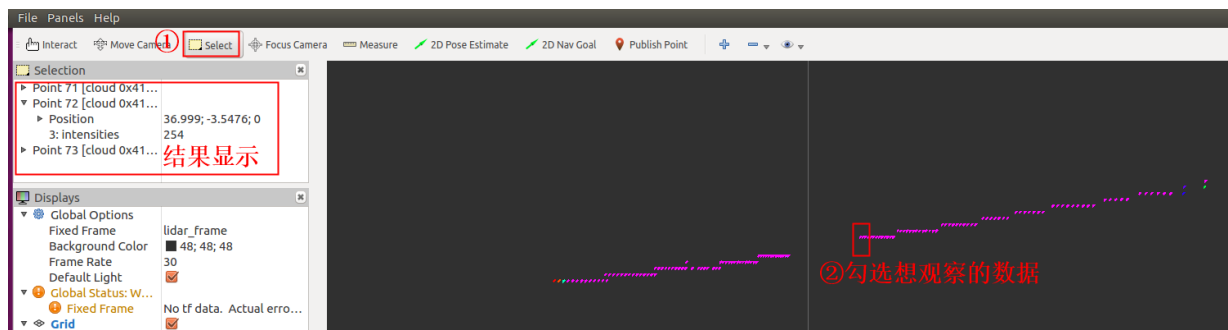 File Panels Help
Interact Move Camera ① Select Focus Camera Measure 2D Pose Estimate 2D Nav Goal Publish Point
Selection
Point 71 [cloud 0x41...
Point 72 [cloud 0x41...
Position 36.999; -3.5476; 0
3: intensities 254
Point 73 [cloud 0x41...
结果显示
Displays
Global Options
Fixed Frame lidar_frame
Background Color 48; 48; 48
Frame Rate 30
Default Light
Global Status: W...
Fixed Frame No tf data. Actual erro...
Grid
②勾选想观察的数据